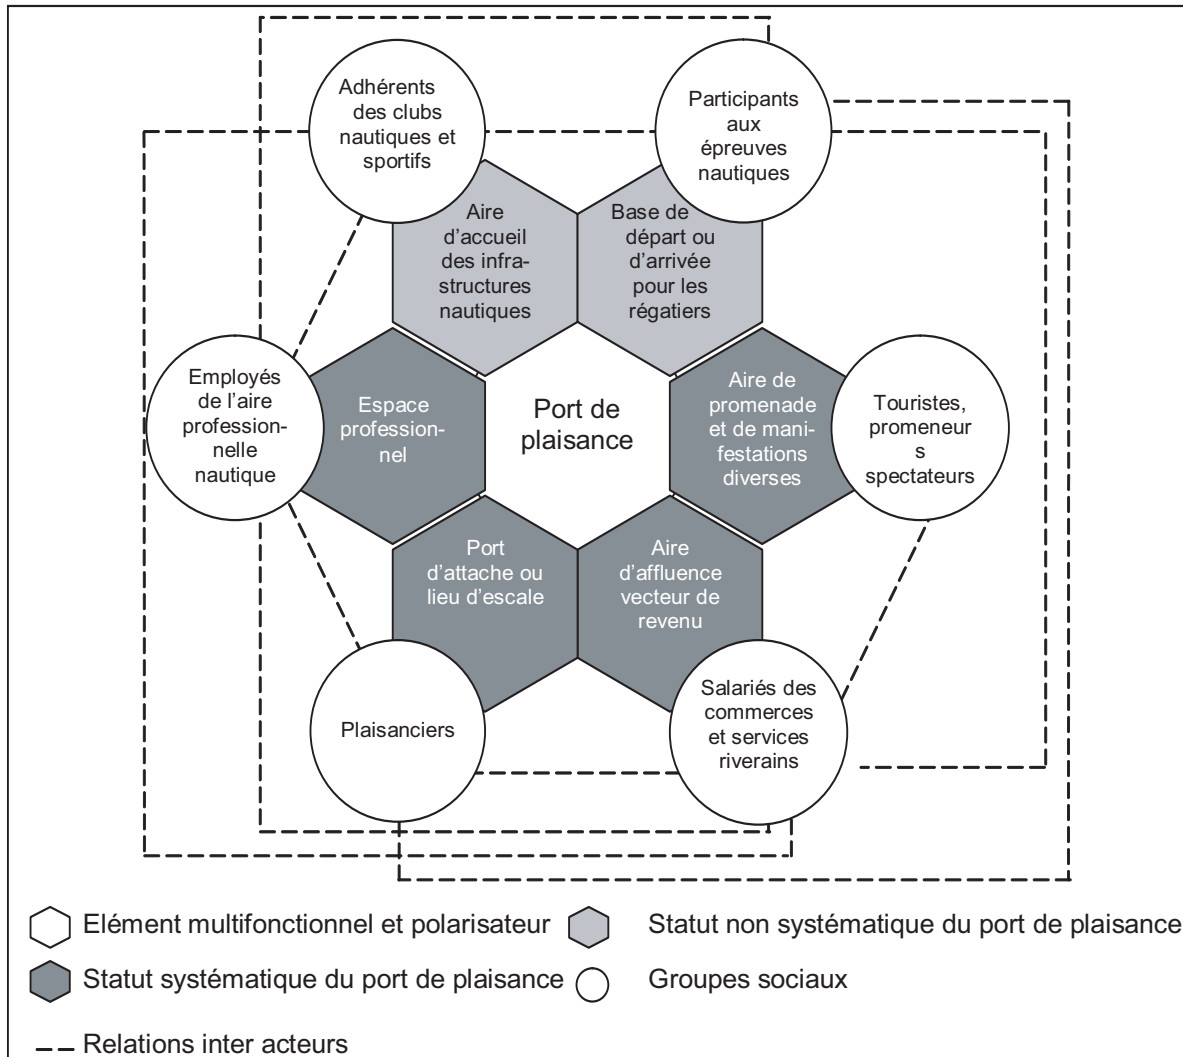 Adhérents
des clubs
nautiques et
sportifs
Participants
aux
épreuves
nautiques
Aire
d’accueil
des infra-
structures
nautiques
Base de
départ ou
d’arrivée
pour les
régatiers
Employés
de l’aire
profession-
nelle
nautique
Espace
profession-
nel
Port de
plaisance
Aire de
promenade
et de mani-
festations
diverses
Touristes,
promeneur
s
spectateurs
Port
d’attache ou
lieu d’escale
Aire
d’affluence
vecteur de
revenu
Plaisanciers
Salariés des
commerces
et services
riverains
Elément multifonctionnel et polarisateur
Statut non systématique du port de plaisance
Statut systématique du port de plaisance
Groupes sociaux
Relations inter acteurs